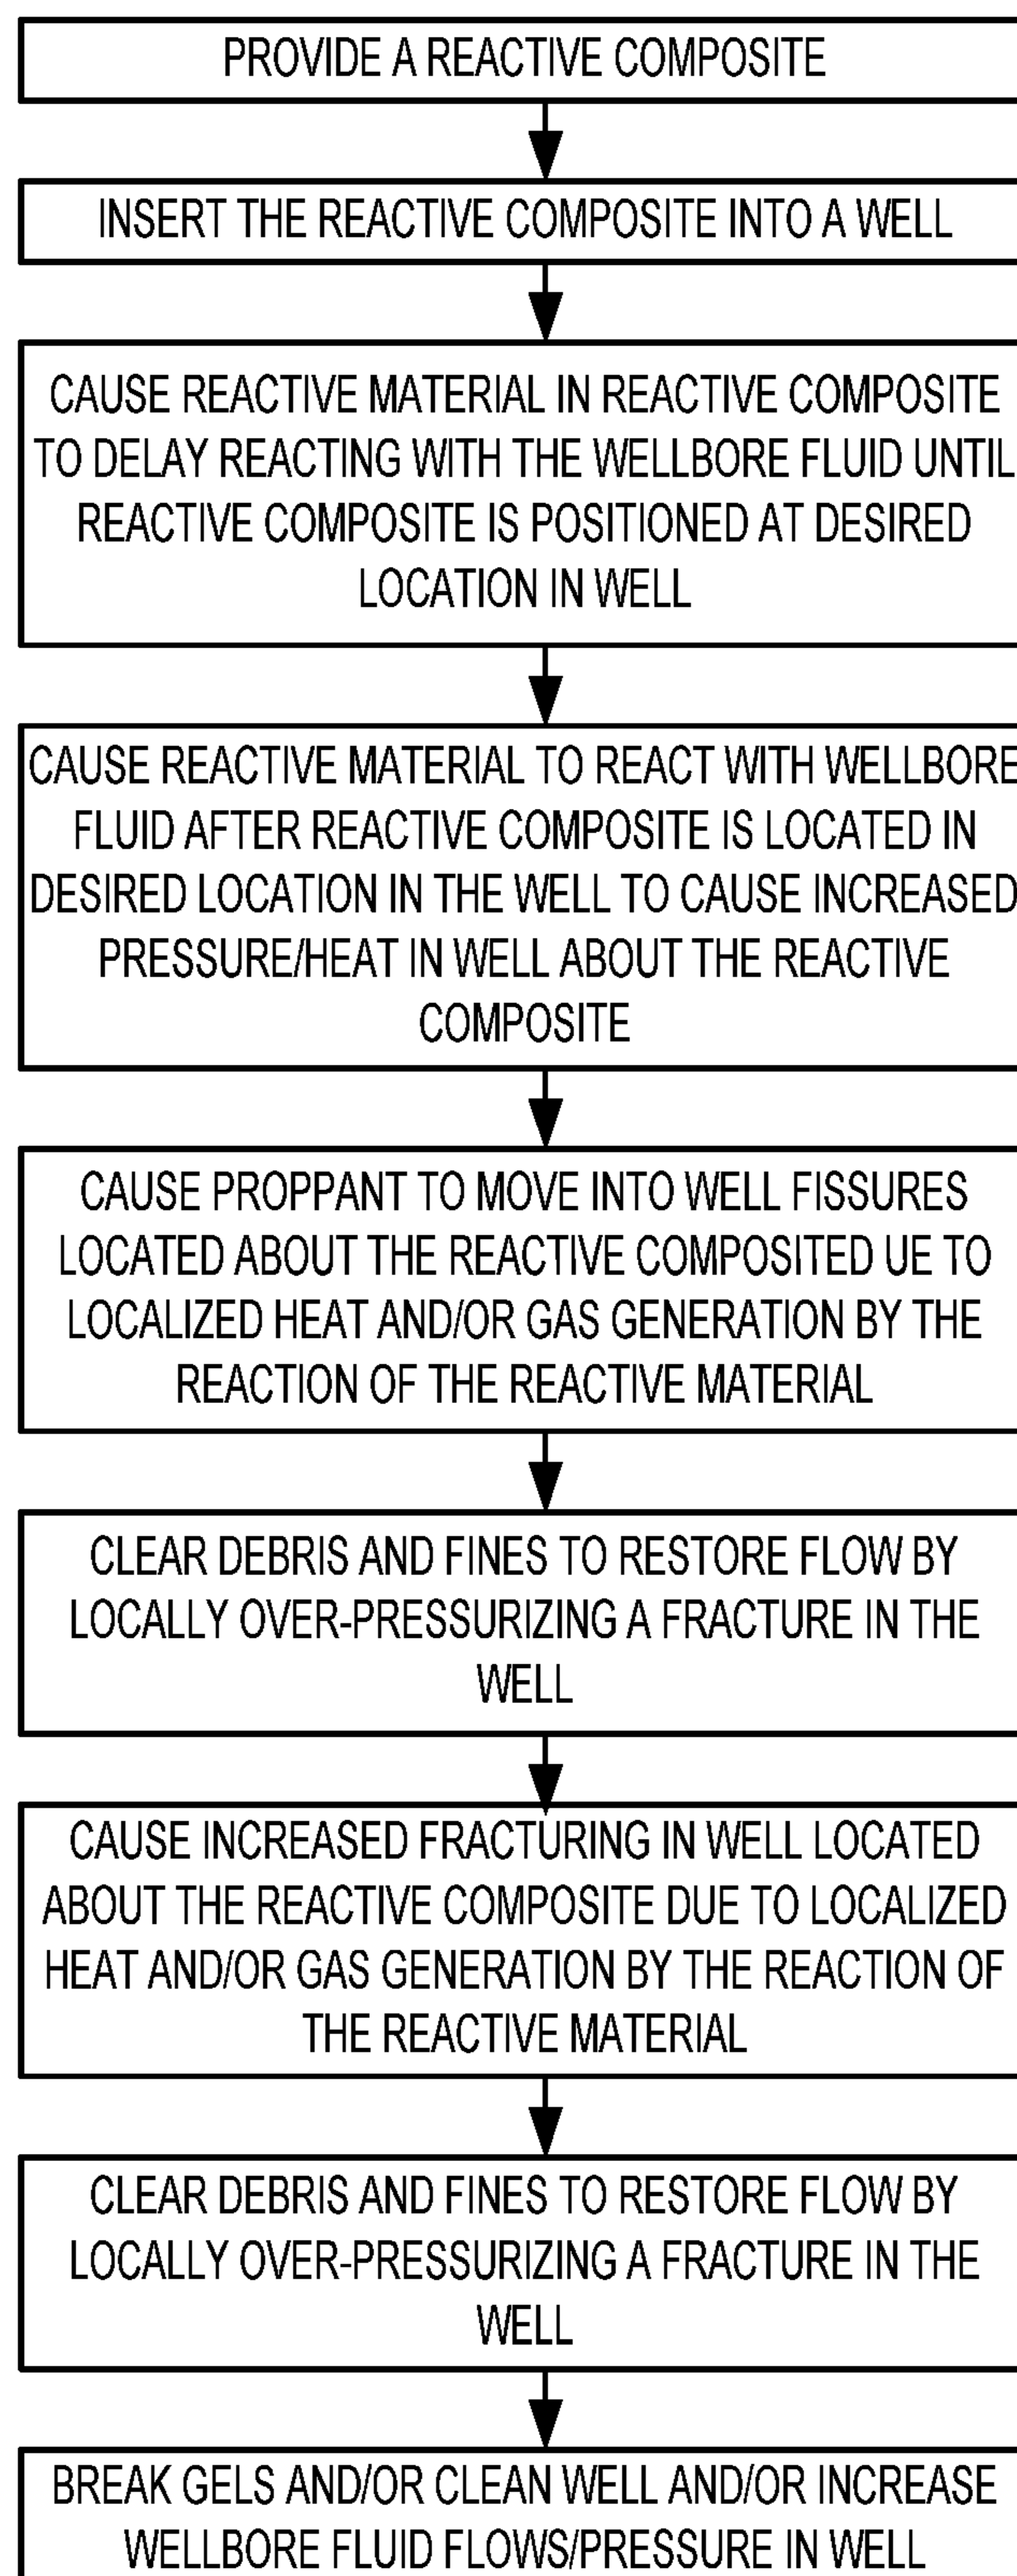 PROVIDE A REACTIVE COMPOSITE
INSERT THE REACTIVE COMPOSITE INTO A WELL
CAUSE REACTIVE MATERIAL IN REACTIVE COMPOSITE
TO DELAY REACTING WITH THE WELLBORE FLUID UNTIL
REACTIVE COMPOSITE IS POSITIONED AT DESIRED
LOCATION IN WELL
CAUSE REACTIVE MATERIAL TO REACT WITH WELLBORE
FLUID AFTER REACTIVE COMPOSITE IS LOCATED IN
DESIRED LOCATION IN THE WELL TO CAUSE INCREASED
PRESSURE/HEAT IN WELL ABOUT THE REACTIVE
COMPOSITE
CAUSE PROPPANT TO MOVE INTO WELL FISSURES
LOCATED ABOUT THE REACTIVE COMPOSITED UE TO
LOCALIZED HEAT AND/OR GAS GENERATION BY THE
REACTION OF THE REACTIVE MATERIAL
CLEAR DEBRIS AND FINES TO RESTORE FLOW BY
LOCALLY OVER-PRESSURIZING A FRACTURE IN THE
WELL
CAUSE INCREASED FRACTURING IN WELL LOCATED
ABOUT THE REACTIVE COMPOSITE DUE TO LOCALIZED
HEAT AND/OR GAS GENERATION BY THE REACTION OF
THE REACTIVE MATERIAL
CLEAR DEBRIS AND FINES TO RESTORE FLOW BY
LOCALLY OVER-PRESSURIZING A FRACTURE IN THE
WELL
BREAK GELS AND/OR CLEAN WELL AND/OR INCREASE
WELLBORE FLUID FLOWS/PRESSURE IN WELL